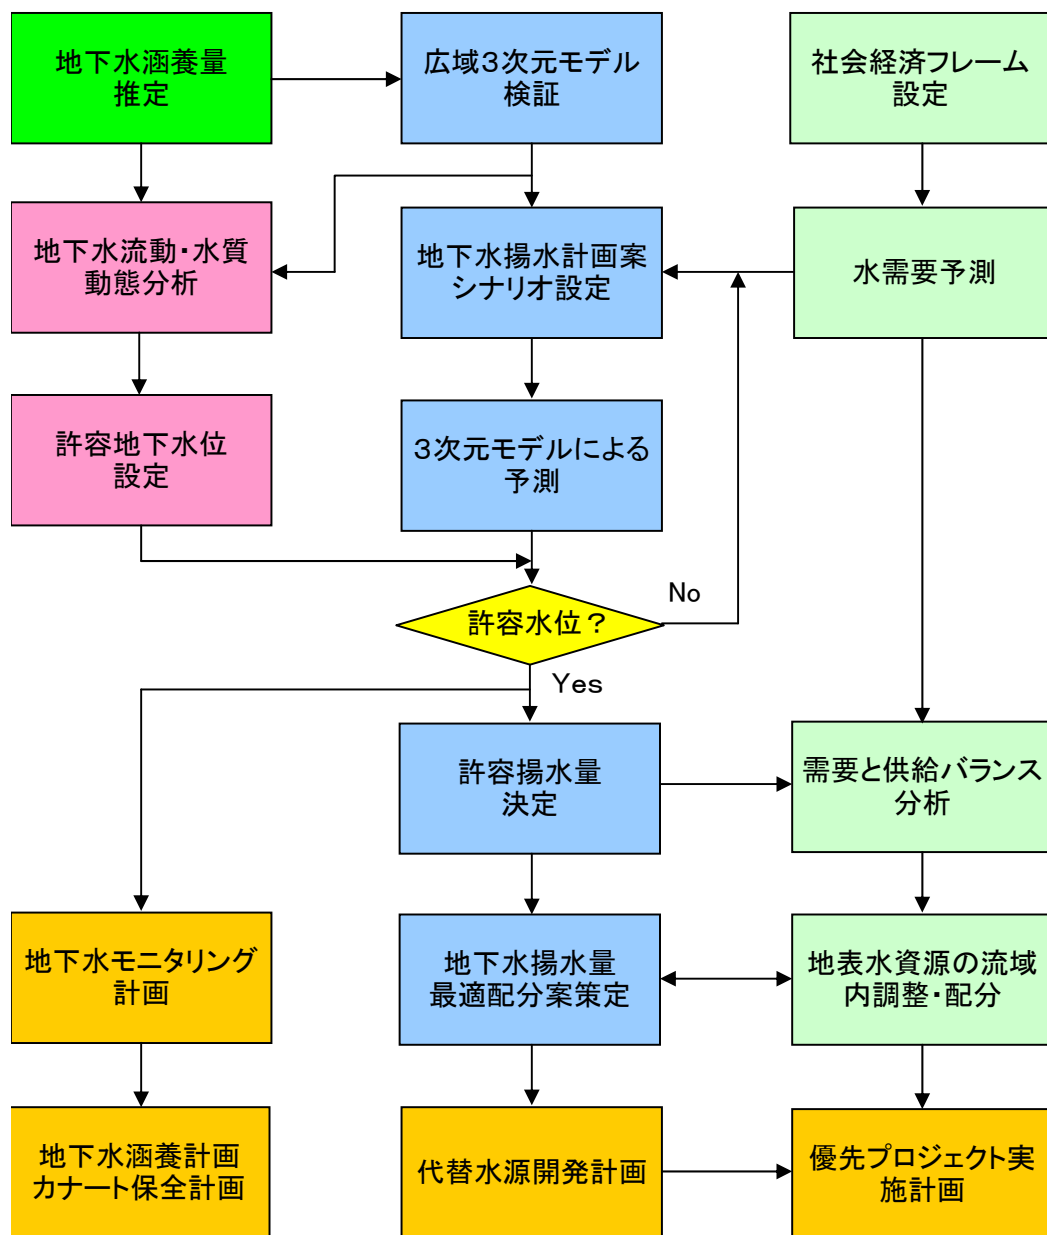 地下水涵養量
推定
広域３次元モデル
検証
社会経済フレーム
設定
地下水流動・水質
動態分析
地下水揚水計画案
シナリオ設定
水需要予測
許容地下水位
設定
３次元モデルによる
予測
許容水位？
No
Yes
許容揚水量
決定
需要と供給バランス
分析
地下水モニタリング
計画
地下水揚水量
最適配分案策定
地表水資源の流域
内調整・配分
地下水涵養計画
カナート保全計画
代替水源開発計画
優先プロジェクト実
施計画